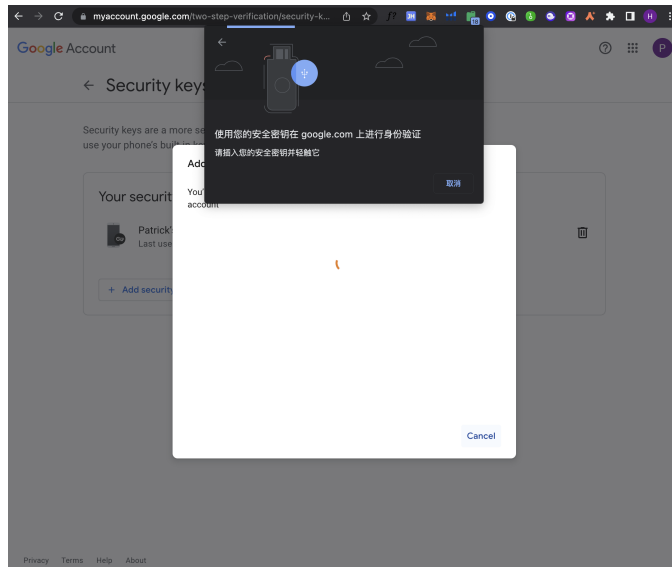 myaccount.google.com/two-step-verification/security-k...
Google Account
Security keys
Security keys are a more se
use your phone's built-in
使用您的安全密钥在 google.com 上进行身份验证
请插入您的安全密钥并轻触它
取消
Add
You'
account
Your securit
Patrick's
Last use
+ Add security
Cancel
Privacy Terms Help About
H
P